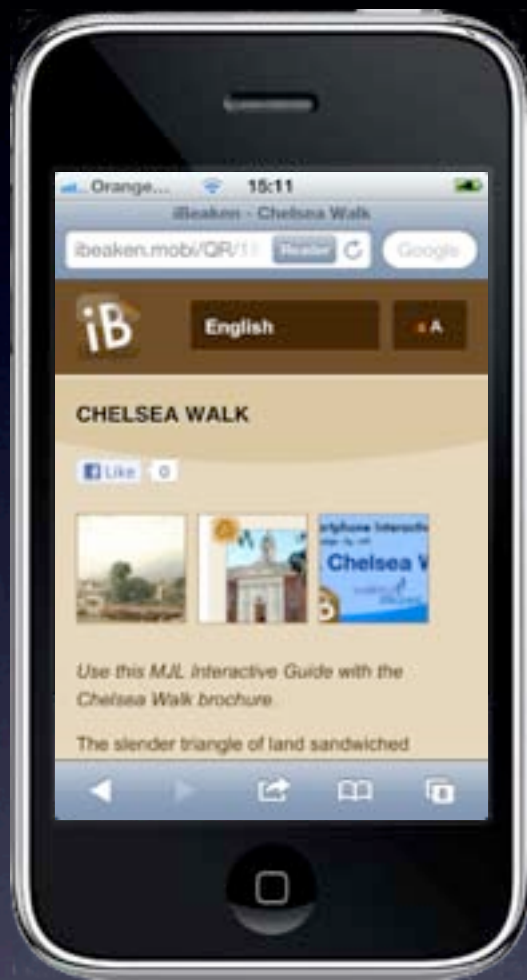 Orange... 15:11
iBeaken - Chelsea Walk
ibeaken.mobi/QR/11 Reader Google
iB English a A
CHELSEA WALK
Like 0
Chelsea W
Use this MJL Interactive Guide with the
Chelsea Walk brochure.
The slender triangle of land sandwiched